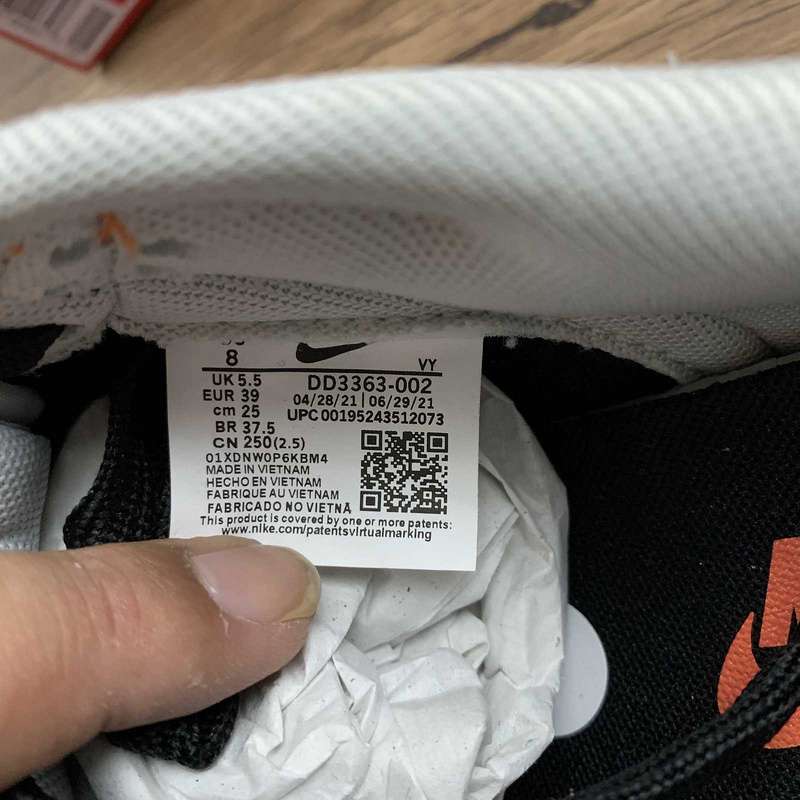 8
VY
UK 5.5
EUR 39
cm 25
BR 37.5
CN 250(2.5)
DD3363-002
04/28/21 | 06/29/21
UPC 00195243512073
01XDNW0P6KBM4
MADE IN VIETNAM
HECHO EN VIETNAM
FABRIQUE AU VIETNAM
FABRICADO NO VIETNÃ
This product is covered by one or more patents:
www.nike.com/patentsvirtualmarking